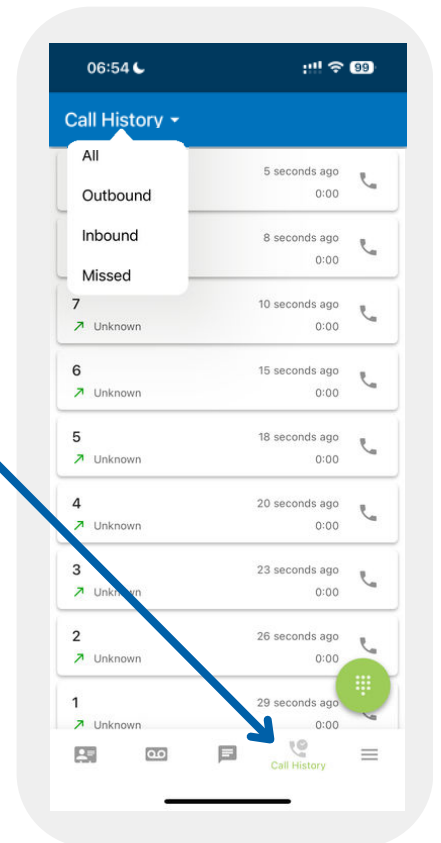 06:54 99
Call History
All
Outbound
Inbound
Missed
5 seconds ago
0:00
8 seconds ago
0:00
7 10 seconds ago
Unknown 0:00
6 15 seconds ago
Unknown 0:00
5 18 seconds ago
Unknown 0:00
4 20 seconds ago
Unknown 0:00
3 23 seconds ago
Unknown 0:00
2 26 seconds ago
Unknown 0:00
1 29 seconds ago
Unknown 0:00
Call History